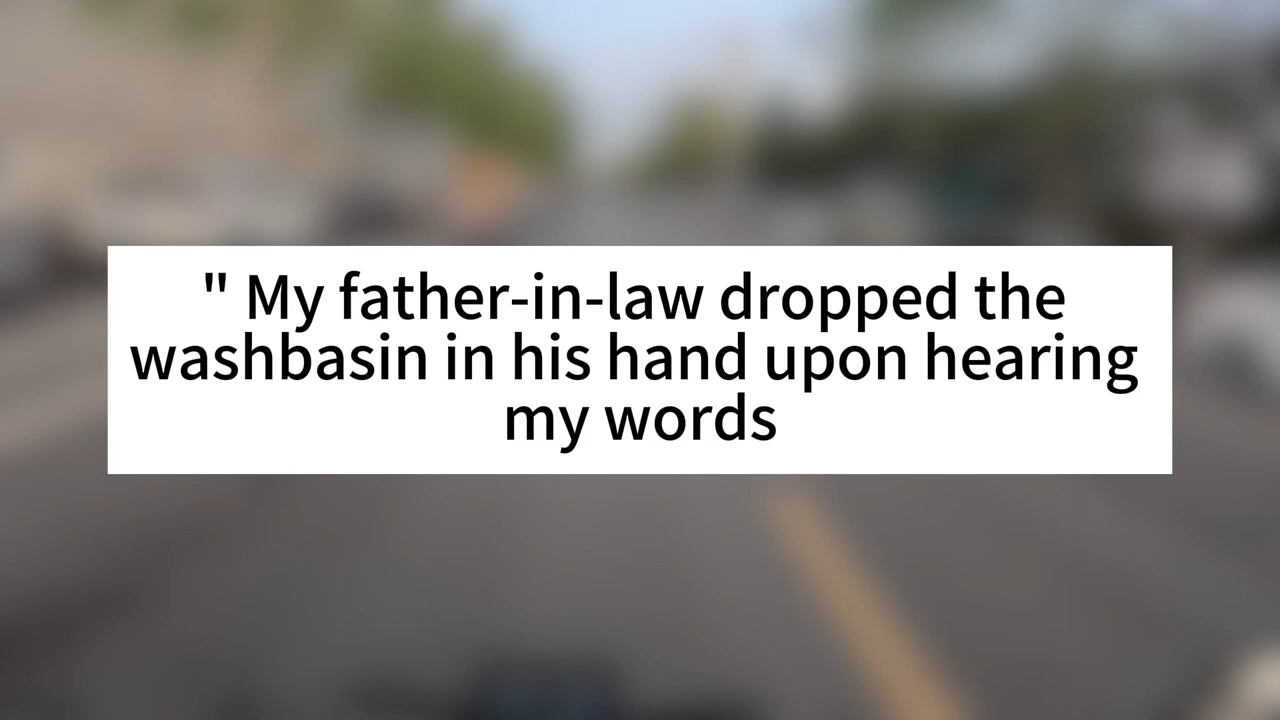 " My father-in-law dropped the
washbasin in his hand upon hearing
my words